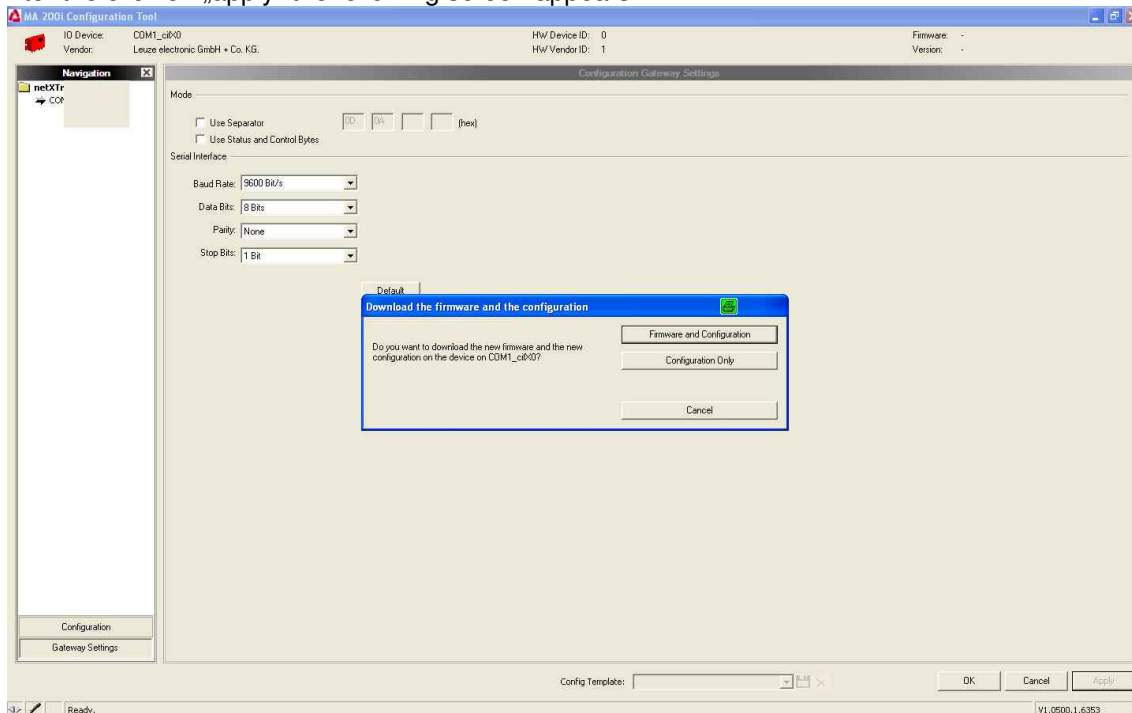 MA 200i Configuration Tool
IO Device: COM1_cifX0 HW Device ID: 0 Firmware: -
Vendor: Leuze electronic GmbH + Co. KG. HW Vendor ID: 1 Version: -
Navigation
Configuration Gateway Settings
netXTr
Mode
Use Separator 0D 0A (hex)
Use Status and Control Bytes
Serial Interface
Baud Rate: 9600 Bit/s
Data Bits: 8 Bits
Parity: None
Stop Bits: 1 Bit
Default
Download the firmware and the configuration
Do you want to download the new firmware and the new
configuration on the device on COM1_cifX0?
Firmware and Configuration
Configuration Only
Cancel
Configuration
Gateway Settings
Config Template:
OK Cancel Apply
Ready.
V1.0500.1.6353